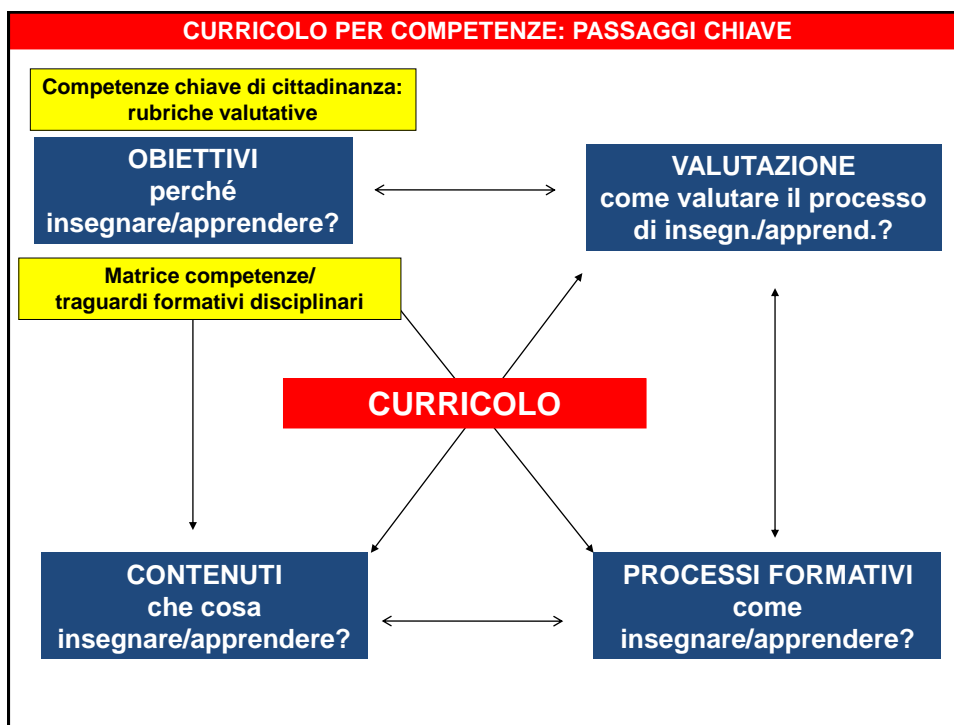 CURRICOLO PER COMPETENZE: PASSAGGI CHIAVE
Competenze chiave di cittadinanza:
rubriche valutative
OBIETTIVI
perché
insegnare/apprendere?
VALUTAZIONE
come valutare il processo
di insegn./apprend.?
Matrice competenze/
traguardi formativi disciplinari
CURRICOLO
CONTENUTI
che cosa
insegnare/apprendere?
PROCESSI FORMATIVI
come
insegnare/apprendere?